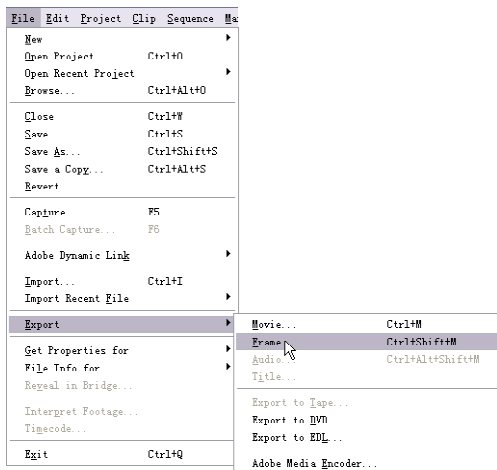 File Edit Project Clip Sequence Ma
New
Open Project Ctrl+O
Open Recent Project
Browse... Ctrl+Alt+O
Close Ctrl+W
Save Ctrl+S
Save As... Ctrl+Shift+S
Save a Copy... Ctrl+Alt+S
Revert
Capture F5
Batch Capture... F6
Adobe Dynamic Link
Import... Ctrl+I
Import Recent File
Export
Movie... Ctrl+M
Frame Ctrl+Shift+M
Audio... Ctrl+Alt+Shift+M
Title...
Get Properties for
File Info for
Reveal in Bridge...
Interpret Footage...
Timecode...
Exit Ctrl+Q
Export to Tape...
Export to DVD
Export to EDL...
Adobe Media Encoder...